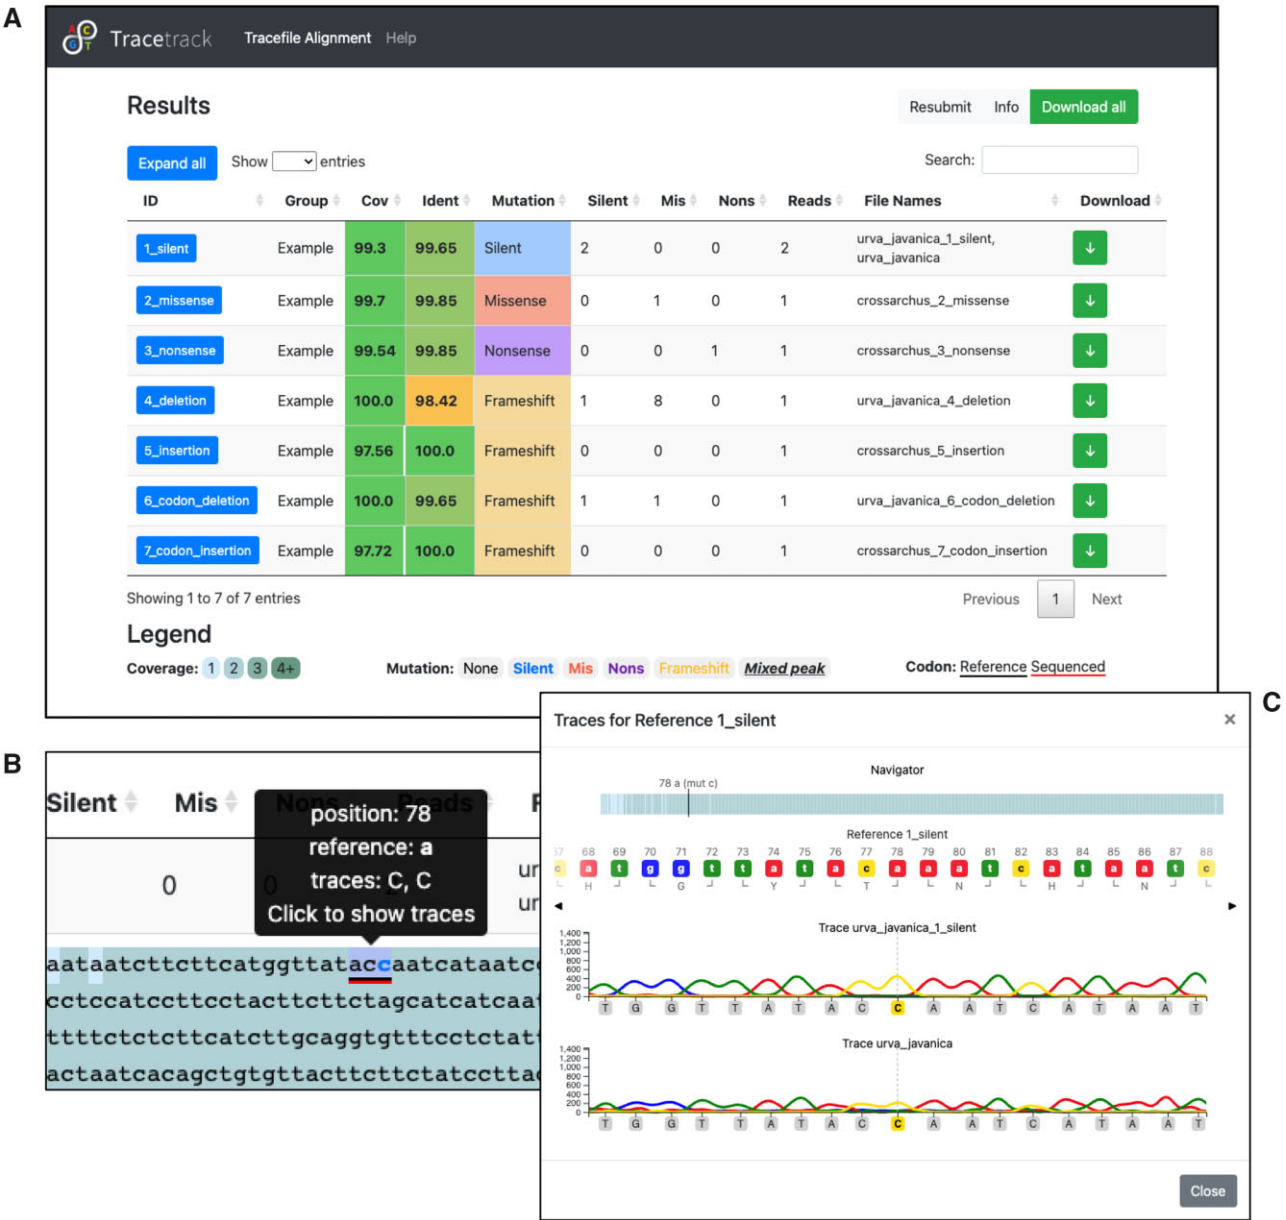 A
A C G T Tracetrack Tracefile Alignment Help
Results
Resubmit Info Download all
Expand all Show entries Search:
ID Group Cov Ident Mutation Silent Mis Nons Reads File Names Download
1_silent Example 99.3 99.65 Silent 2 0 0 2 urva_javanica_1_silent,
urva_javanica
2_missense Example 99.7 99.85 Missense 0 1 0 1 crossarchus_2_missense
3_nonsense Example 99.54 99.85 Nonsense 0 0 1 1 crossarchus_3_nonsense
4_deletion Example 100.0 98.42 Frameshift 1 8 0 1 urva_javanica_4_deletion
5_insertion Example 97.56 100.0 Frameshift 0 0 0 1 crossarchus_5_insertion
6_codon_deletion Example 100.0 99.65 Frameshift 1 1 0 1 urva_javanica_6_codon_deletion
7_codon_insertion Example 97.72 100.0 Frameshift 0 0 0 1 crossarchus_7_codon_insertion
Showing 1 to 7 of 7 entries Previous 1 Next
Legend
Coverage: 1 2 3 4+ Mutation: None Silent Mis Nons Frameshift Mixed peak Codon: Reference Sequenced
B
Silent Mis Nons Reads F
position: 78
reference: a
traces: C, C
Click to show traces
0 0 ur
ur
aataatcttcttcatggttataccaatcataatcc
cctccatccttcctacttcttctagcatcatcaat
ttttctctcttcatcttgcaggtgtttcctctatt
actaatcacagctgtgttacttcttctatccttac
C
Traces for Reference 1_silent ×
Navigator
78 a (mut c)
Reference 1_silent
67 68 69 70 71 72 73 74 75 76 77 78 79 80 81 82 83 84 85 86 87 88
c a t g g t t a t a c a a a t c a t a a t c
H G Y T N H N
Trace urva_javanica_1_silent
1,400
1,200
1,000
800
600
400
200
0
T G G T T A T A C C A A T C A T A A T
Trace urva_javanica
1,400
1,200
1,000
800
600
400
200
0
T G G T T A T A C C A A T C A T A A T
Close